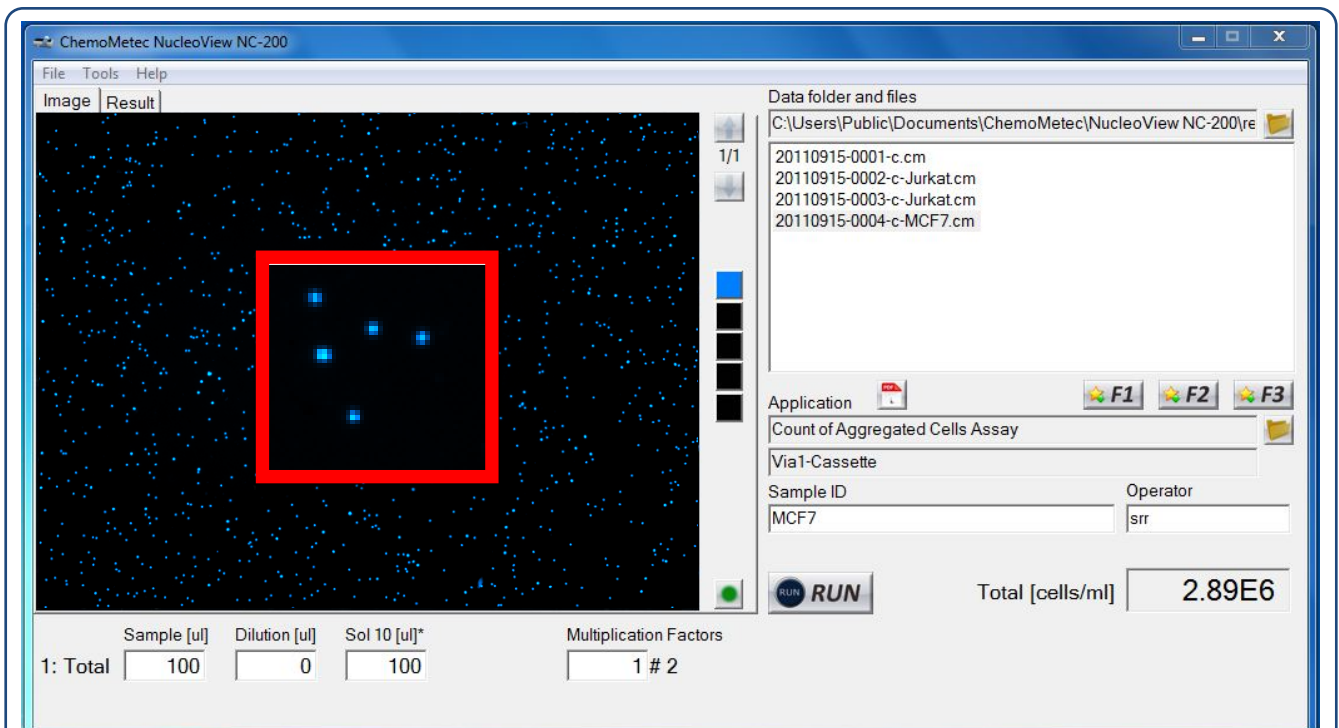 ChemoMetec NucleoView NC-200
File Tools Help
Image Result
1/1
Data folder and files
C:\Users\Public\Documents\ChemoMetec\NucleoView NC-200\re
20110915-0001-c.cm
20110915-0002-c-Jurkat.cm
20110915-0003-c-Jurkat.cm
20110915-0004-c-MCF7.cm
Application PDF F1 F2 F3
Count of Aggregated Cells Assay
Via1-Cassette
Sample ID Operator
MCF7 srr
RUN RUN Total [cells/ml] 2.89E6
Sample [ul] Dilution [ul] Sol 10 [ul]* Multiplication Factors
1: Total 100 0 100 1 # 2